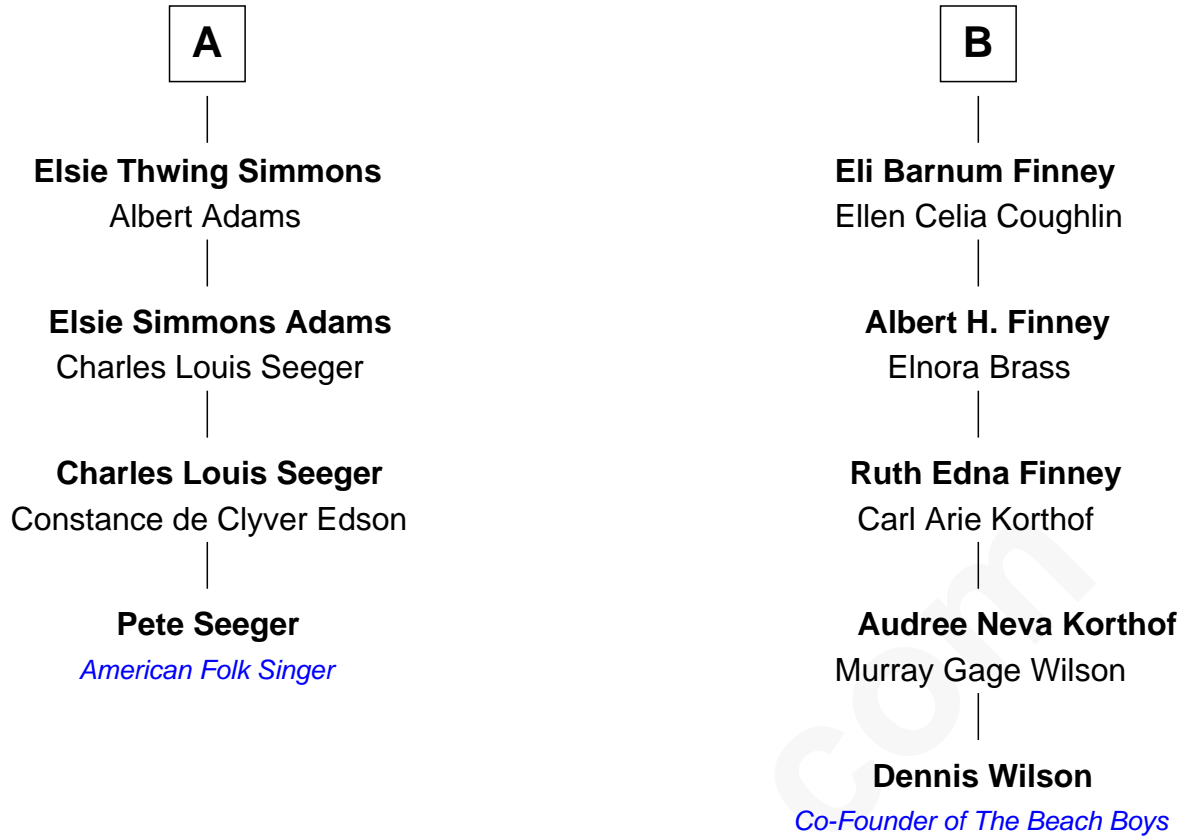 A
Elsie Thwing Simmons
Albert Adams
Elsie Simmons Adams
Charles Louis Seeger
Charles Louis Seeger
Constance de Clyver Edson
Pete Seeger
American Folk Singer
B
Eli Barnum Finney
Ellen Celia Coughlin
Albert H. Finney
Elnora Brass
Ruth Edna Finney
Carl Arie Korthof
Audree Neva Korthof
Murray Gage Wilson
Dennis Wilson
Co-Founder of The Beach Boys
com